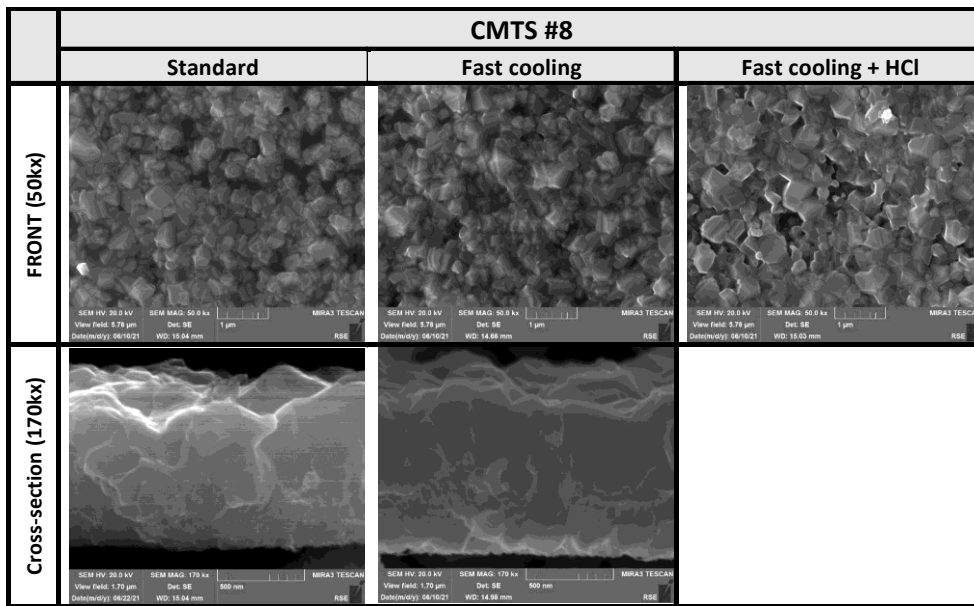 CMTS #8
Standard
Fast cooling
Fast cooling + HCl
FRONT (50kx)
SEM HV: 20.0 kV SEM MAG: 50.0 kx MIRA3 TESCAN
View field: 5.78 µm Det: SE 1 µm
Date(m/d/y): 06/10/21 WD: 15.04 mm RSE
SEM HV: 20.0 kV SEM MAG: 50.0 kx MIRA3 TESCAN
View field: 5.78 µm Det: SE 1 µm
Date(m/d/y): 06/10/21 WD: 14.66 mm RSE
SEM HV: 20.0 kV SEM MAG: 50.0 kx MIRA3 TESCAN
View field: 5.78 µm Det: SE 1 µm
Date(m/d/y): 06/10/21 WD: 15.03 mm RSE
Cross-section (170kx)
SEM HV: 20.0 kV SEM MAG: 170 kx MIRA3 TESCAN
View field: 1.70 µm Det: SE 500 nm
Date(m/d/y): 06/22/21 WD: 15.04 mm RSE
SEM HV: 20.0 kV SEM MAG: 170 kx MIRA3 TESCAN
View field: 1.70 µm Det: SE 500 nm
Date(m/d/y): 06/10/21 WD: 14.98 mm RSE